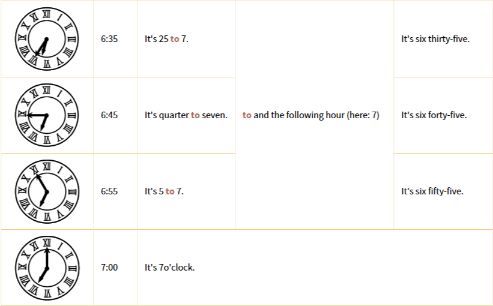 6:35 It's 25 to 7. It's six thirty-five.
6:45 It's quarter to seven. to and the following hour (here: 7) It's six forty-five.
6:55 It's 5 to 7. It's six fifty-five.
7:00 It's 7o'clock.